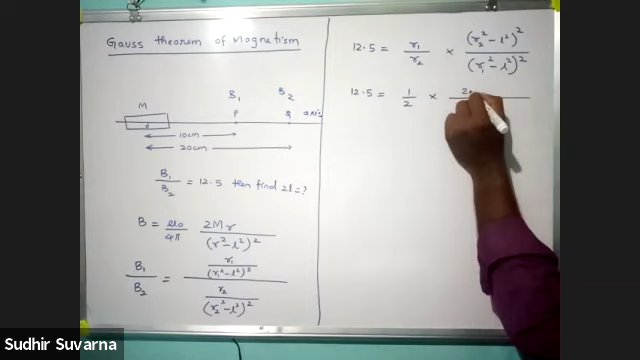 Gauss theorem of Magnetism
M
B₁
B₂
P
Q
axis
10cm
20cm
B₁/B₂ = 12.5 then find 2l = ?
B = μ₀/4π 2Mr/(r² - l²)²
B₁/B₂ = r₁/(r₁² - l²)² / r₂/(r₂² - l²)²
12.5 = r₁/r₂ × (r₂² - l²)²/(r₁² - l²)²
12.5 = 1/2 ×
Sudhir Suvarna